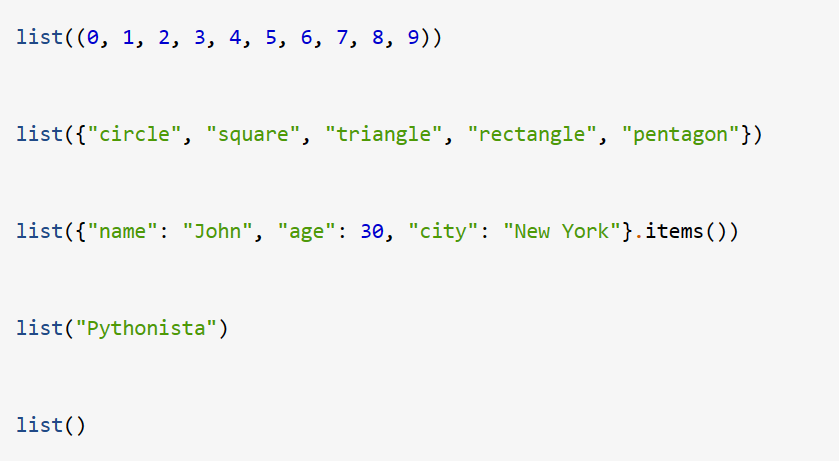 list((0, 1, 2, 3, 4, 5, 6, 7, 8, 9))
list({"circle", "square", "triangle", "rectangle", "pentagon"})
list({"name": "John", "age": 30, "city": "New York"}.items())
list("Pythonista")
list()